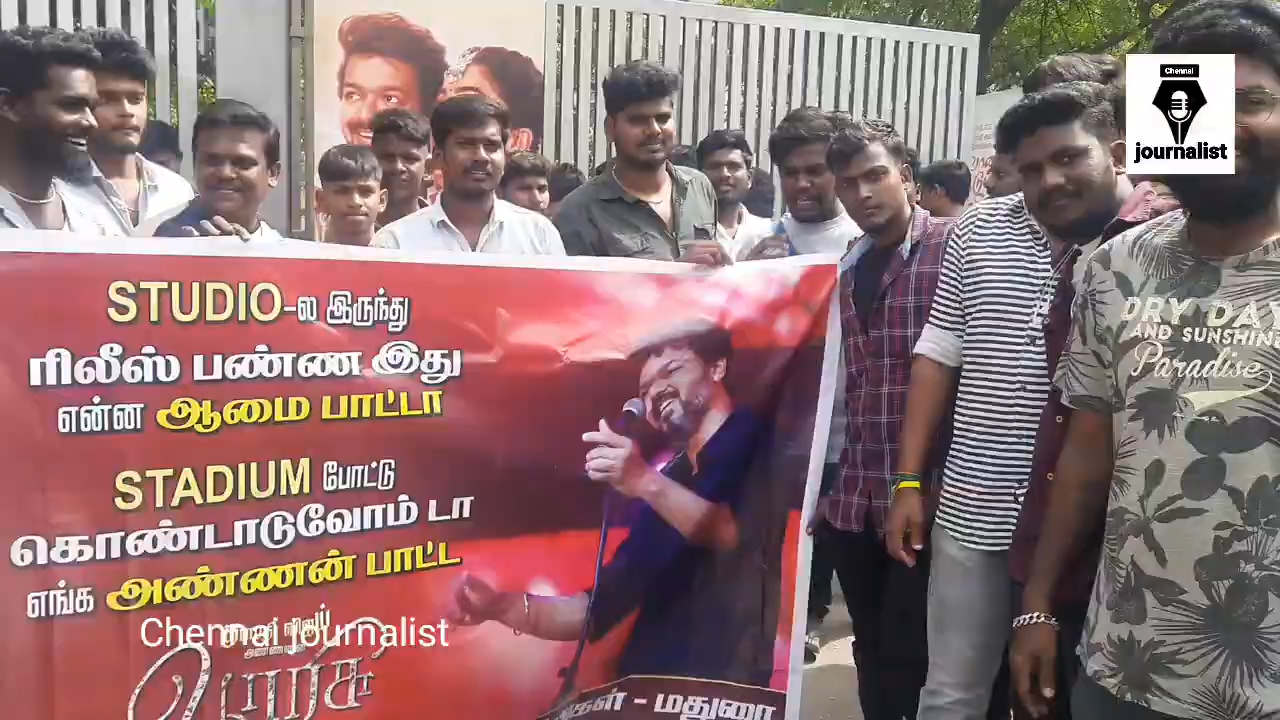 STUDIO-ல இருந்து
ரிலீஸ் பண்ண இது
என்ன ஆமை பாட்டா
STADIUM போட்டு
கொண்டாடுவோம் டா
எங்க அண்ணன் பாட்ட
வாரிசு
- மதுரை
Chennai journalist
Chennai
journalist
DRY DAY
AND SUNSHINE
Paradise